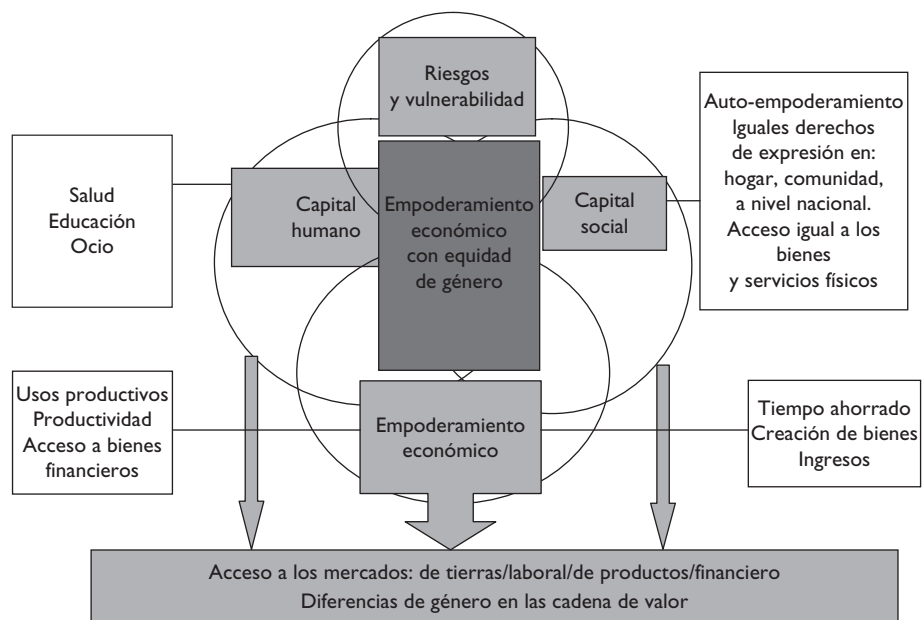 Riesgos
y vulnerabilidad
Salud
Educación
Ocio
Capital
humano
Empoderamiento
económico
con equidad
de género
Capital
social
Auto-empoderamiento
Iguales derechos
de expresión en:
hogar, comunidad,
a nivel nacional.
Acceso igual a los
bienes
y servicios físicos
Usos productivos
Productividad
Acceso a bienes
financieros
Empoderamiento
económico
Tiempo ahorrado
Creación de bienes
Ingresos
Acceso a los mercados: de tierras/laboral/de productos/financiero
Diferencias de género en las cadena de valor